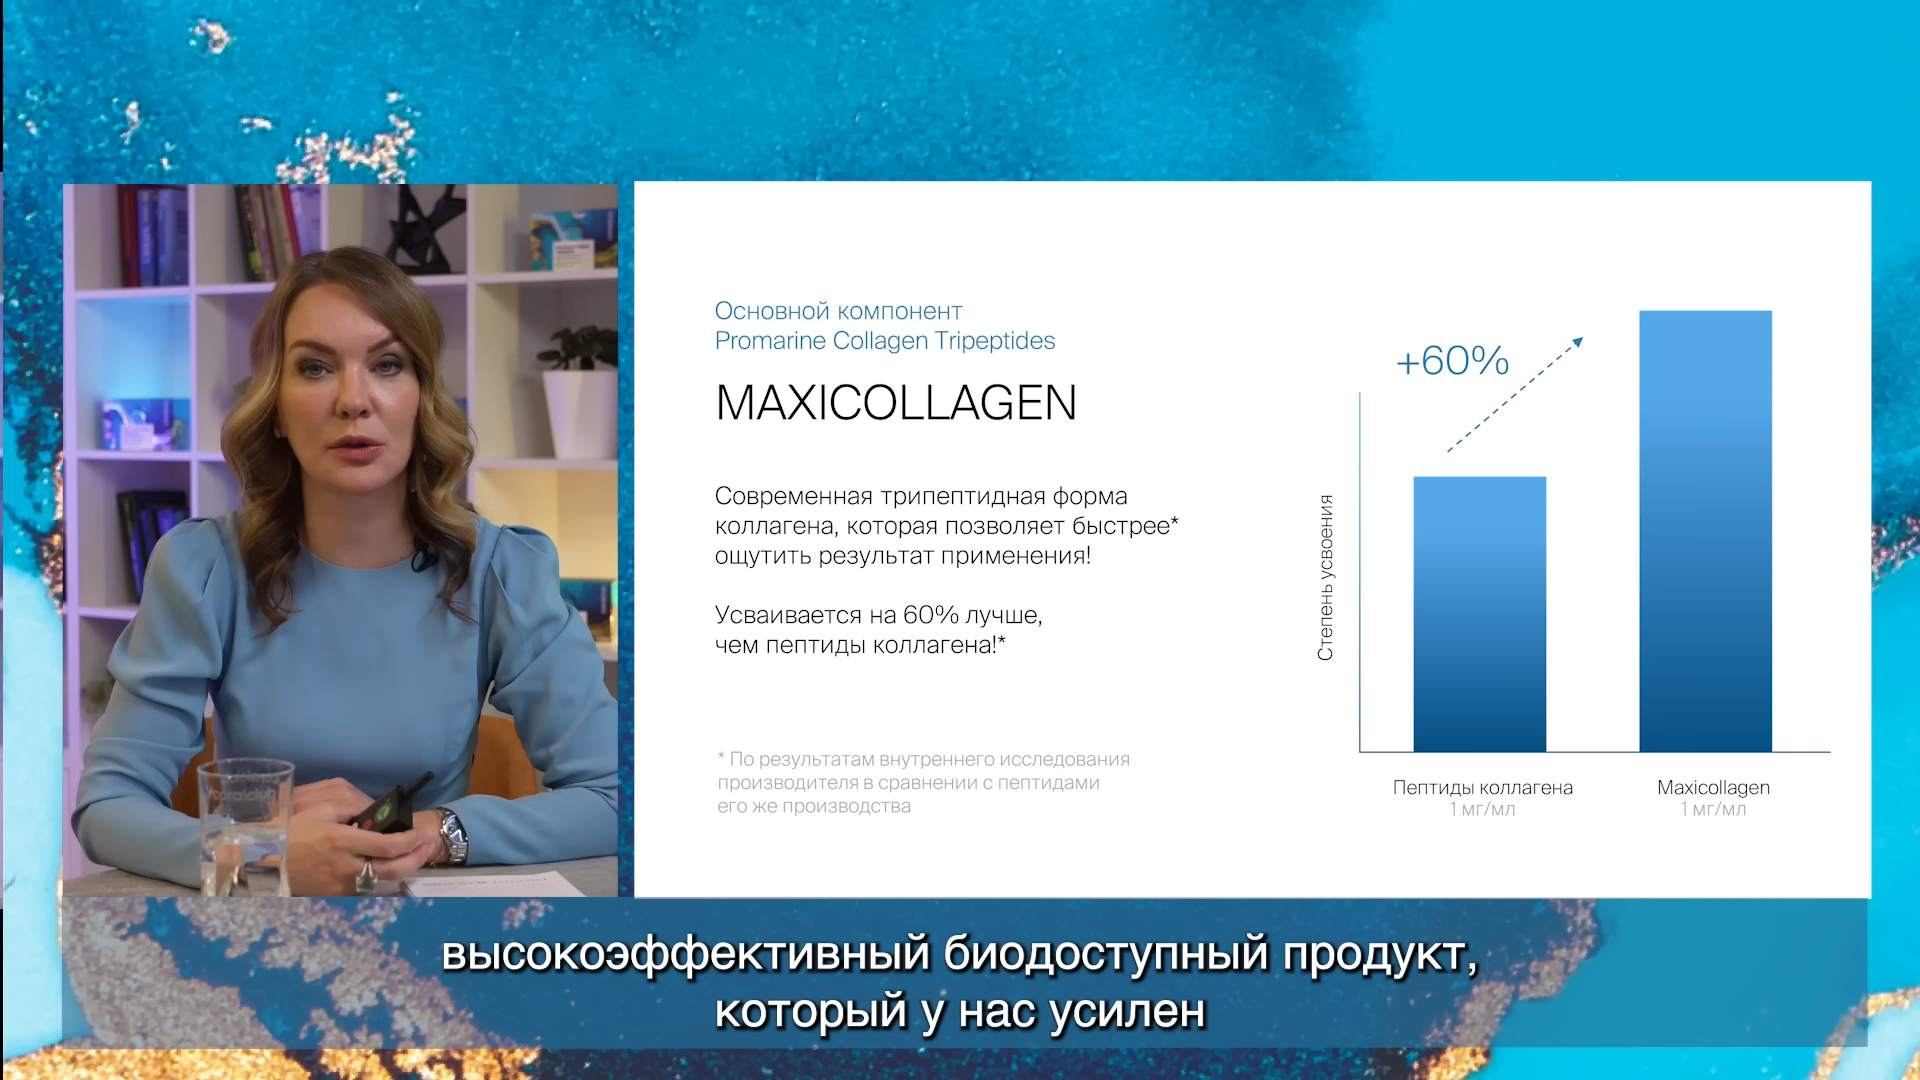 Основной компонент
Promarine Collagen Tripeptides
MAXICOLLAGEN
Современная трипептидная форма
коллагена, которая позволяет быстрее*
ощутить результат применения!
Усваивается на 60% лучше,
чем пептиды коллагена!*
* По результатам внутреннего исследования
производителя в сравнении с пептидами
его же производства
+60%
Степень усвоения
Пептиды коллагена
1 мг/мл
Maxicollagen
1 мг/мл
coralclub
высокоэффективный биодоступный продукт,
который у нас усилен